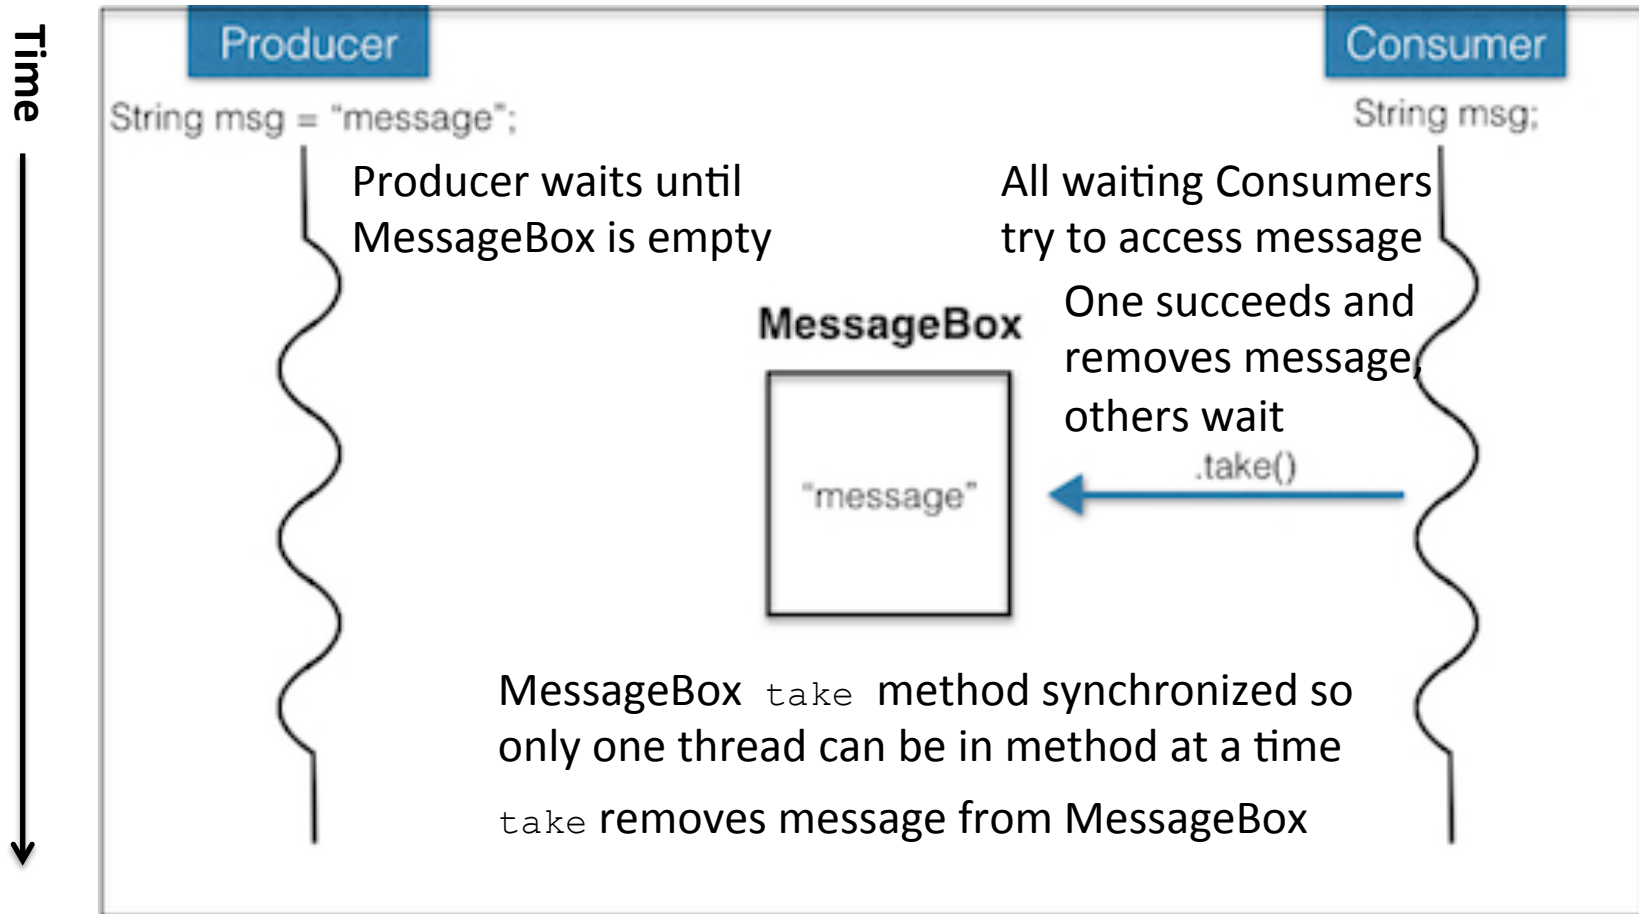 Time
Producer
Consumer
String msg = “message”;
String msg;
Producer waits until
MessageBox is empty
All waiting Consumers
try to access message
One succeeds and
removes message,
others wait
MessageBox
“message”
.take()
MessageBox take method synchronized so
only one thread can be in method at a time
take removes message from MessageBox